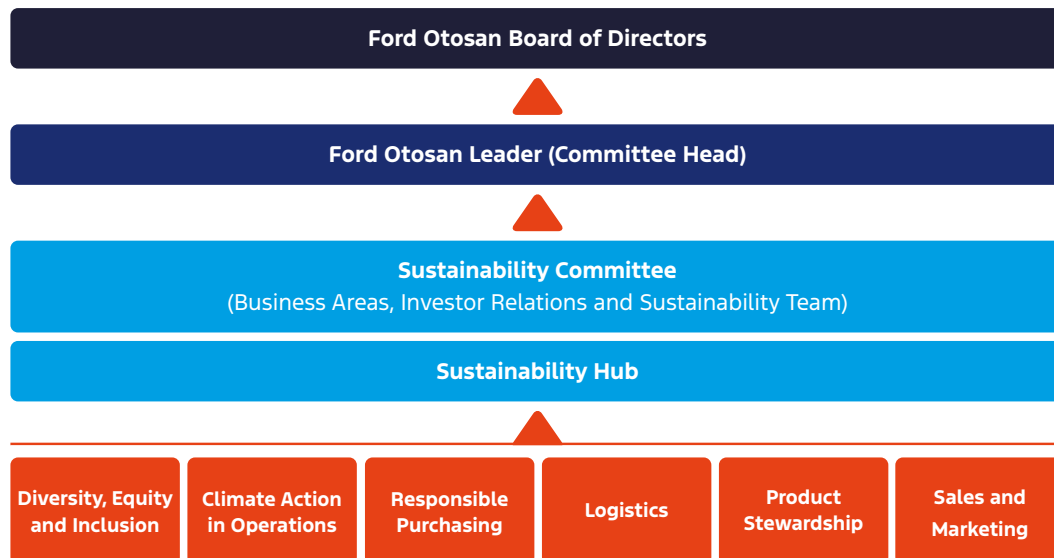 Ford Otosan Board of Directors
Ford Otosan Leader (Committee Head)
Sustainability Committee
(Business Areas, Investor Relations and Sustainability Team)
Sustainability Hub
Diversity, Equity
and Inclusion
Climate Action
in Operations
Responsible
Purchasing
Logistics
Product
Stewardship
Sales and
Marketing